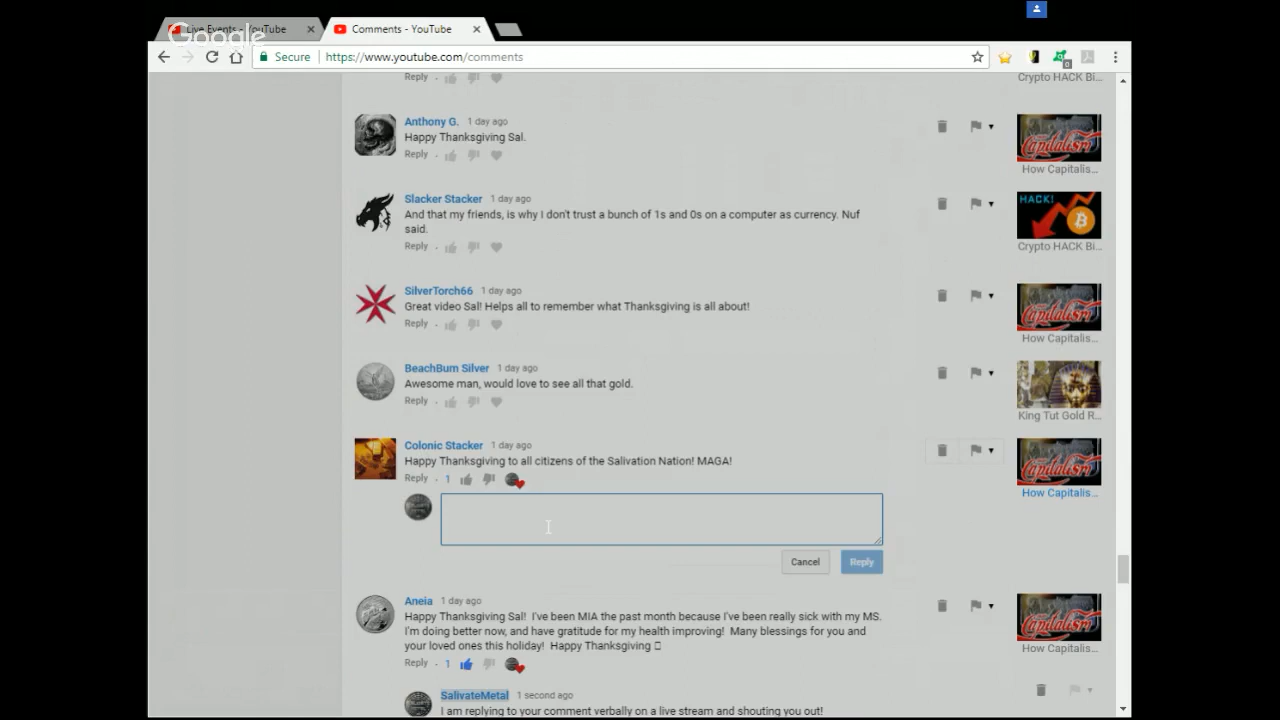 Live Events - YouTube
Comments - YouTube
Google
Secure
https://www.youtube.com/comments
0
Reply
Crypto HACK Bi...
Anthony G. 1 day ago
Happy Thanksgiving Sal.
Reply
Capitalism
How Capitalis...
Slacker Stacker 1 day ago
And that my friends, is why I don't trust a bunch of 1s and 0s on a computer as currency. Nuf
said.
Reply
HACK!
Crypto HACK Bi...
SilverTorch66 1 day ago
Great video Sal! Helps all to remember what Thanksgiving is all about!
Reply
Capitalism
How Capitalis...
BeachBum Silver 1 day ago
Awesome man, would love to see all that gold.
Reply
King Tut Gold R...
Colonic Stacker 1 day ago
Happy Thanksgiving to all citizens of the Salivation Nation! MAGA!
Reply 1
Capitalism
How Capitalis...
Cancel
Reply
Aneia 1 day ago
Happy Thanksgiving Sal! I've been MIA the past month because I've been really sick with my MS.
I'm doing better now, and have gratitude for my health improving! Many blessings for you and
your loved ones this holiday! Happy Thanksgiving
Reply 1
Capitalism
How Capitalis...
SalivateMetal 1 second ago
I am replying to your comment verbally on a live stream and shouting you out!